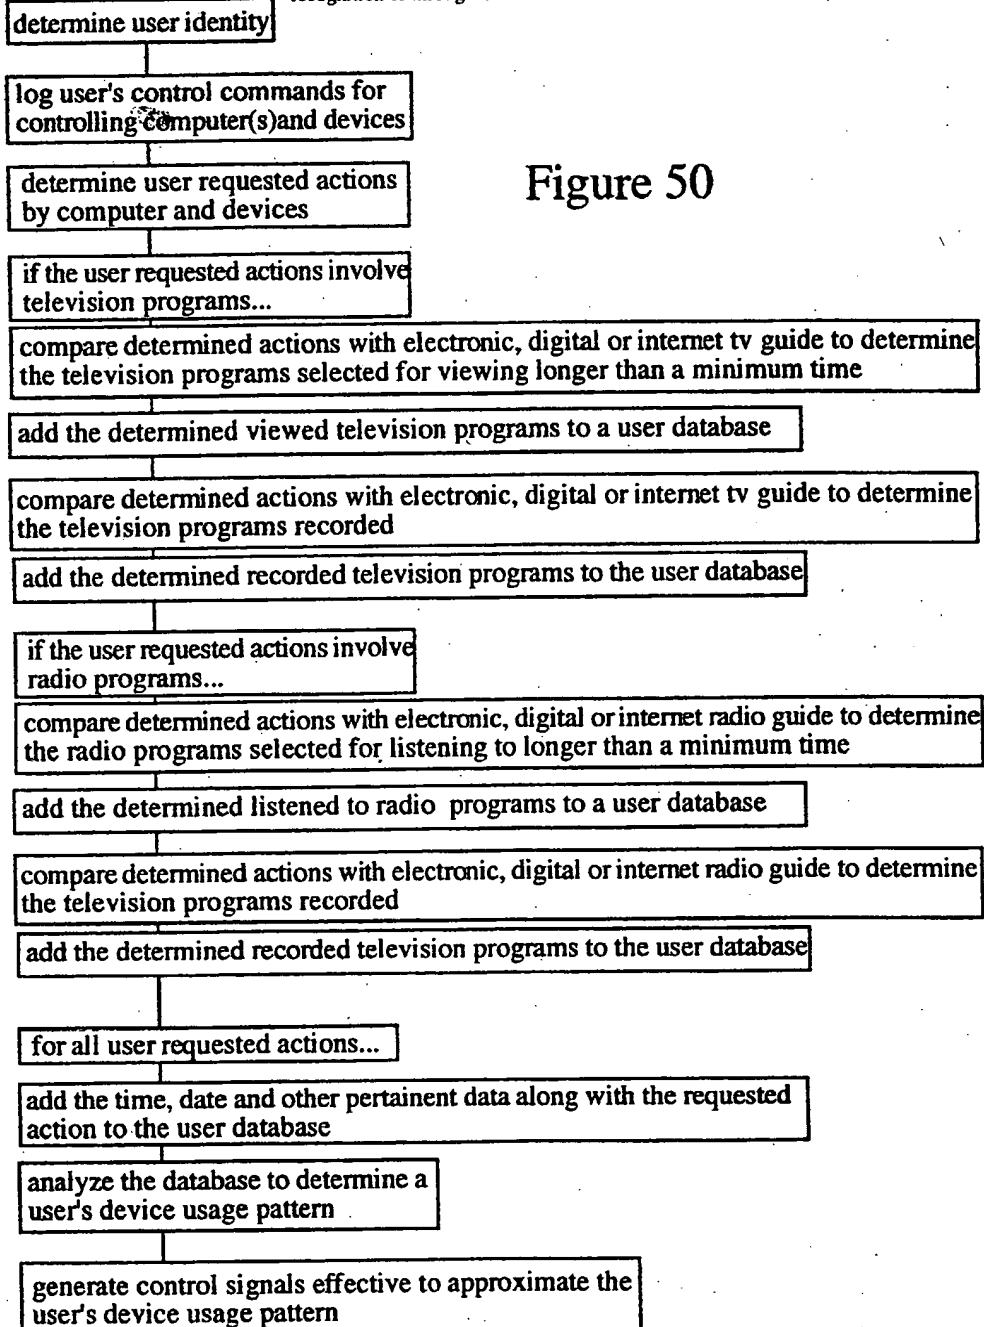 determine user identity
log user's control commands for
controlling computer(s)and devices
determine user requested actions
by computer and devices
Figure 50
if the user requested actions involve
television programs...
compare determined actions with electronic, digital or internet tv guide to determine
the television programs selected for viewing longer than a minimum time
add the determined viewed television programs to a user database
compare determined actions with electronic, digital or internet tv guide to determine
the television programs recorded
add the determined recorded television programs to the user database
if the user requested actions involve
radio programs...
compare determined actions with electronic, digital or internet radio guide to determine
the radio programs selected for listening to longer than a minimum time
add the determined listened to radio programs to a user database
compare determined actions with electronic, digital or internet radio guide to determine
the television programs recorded
add the determined recorded television programs to the user database
for all user requested actions...
add the time, date and other pertainent data along with the requested
action to the user database
analyze the database to determine a
user's device usage pattern
generate control signals effective to approximate the
user's device usage pattern